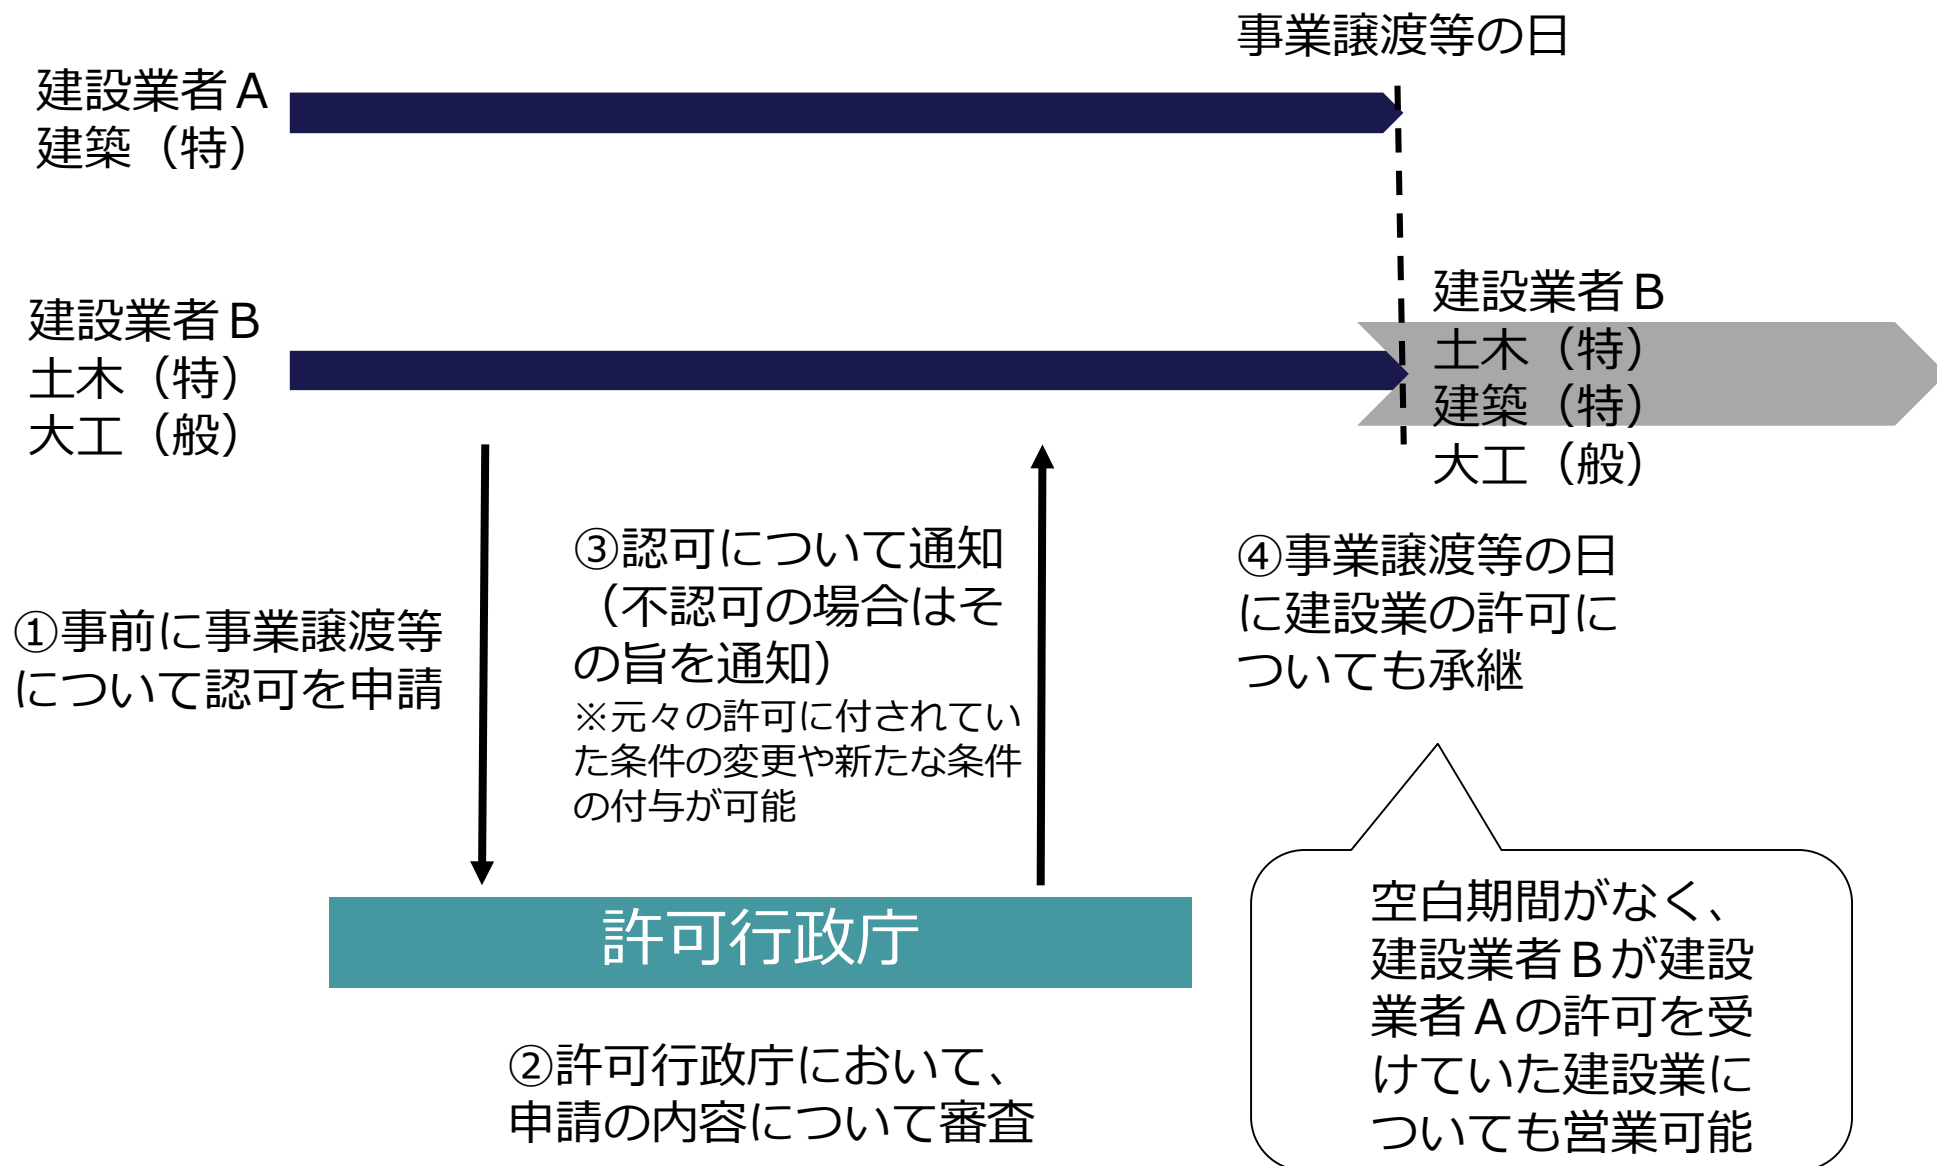 事業譲渡等の日
建設業者Ａ
建築（特）
建設業者Ｂ
土木（特）
大工（般）
建設業者Ｂ
土木（特）
建築（特）
大工（般）
①事前に事業譲渡等
について認可を申請
③認可について通知
（不認可の場合はそ
の旨を通知）
※元々の許可に付されてい
た条件の変更や新たな条件
の付与が可能
④事業譲渡等の日
に建設業の許可に
ついても承継
許可行政庁
②許可行政庁において、
申請の内容について審査
空白期間がなく、
建設業者Ｂが建設
業者Ａの許可を受
けていた建設業に
ついても営業可能